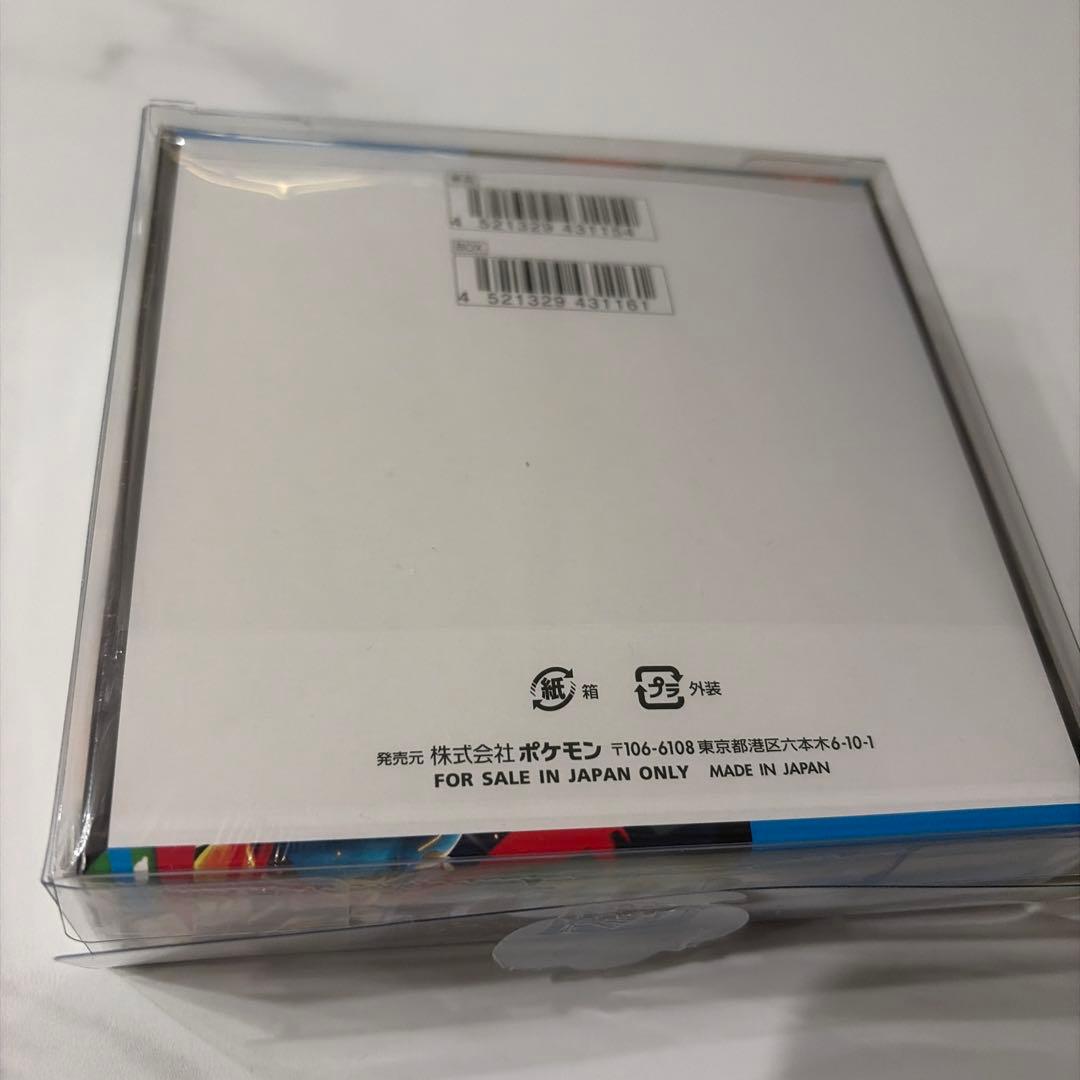 4 521329 431154
BOX
4 521329 431161
紙 箱
プラ 外装
発売元 株式会社ポケモン 〒106-6108 東京都港区六本木6-10-1
FOR SALE IN JAPAN ONLY MADE IN JAPAN